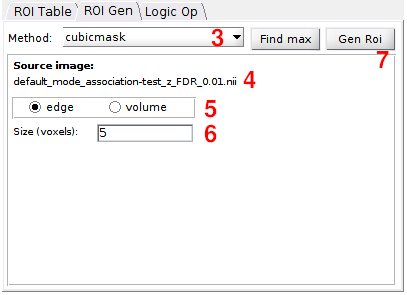 ROI Table ROI Gen Logic Op
Method: cubicmask 3 Find max Gen Roi
7
Source image:
default_mode_association-test_z_FDR_0.01.nii 4
edge volume 5
Size (voxels): 5 6